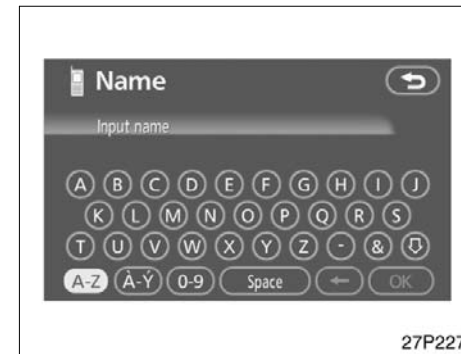 Name
Input name
A B C D E F G H I J
K L M N O P Q R S
T U V W X Y Z - &
A-Z À-Ý 0-9 Space ← OK
27P227